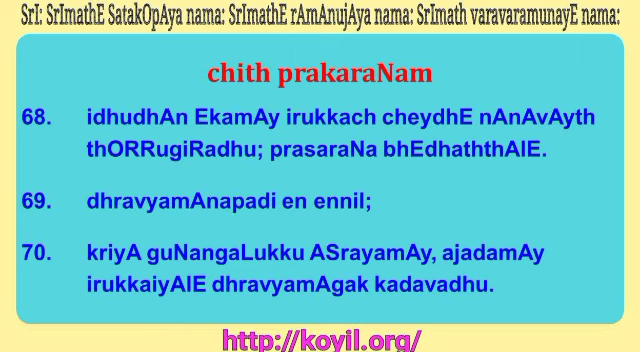 SrI: SrImathE SatakOpAya nama: SrImathE rAmAnujAya nama: SrImath varavaramunayE nama:
chith prakaraNam
68. idhudhAn EkamAy irukkach cheydhE nAnAvAyth
thORRugiRadhu; prasaraNa bhEdhaththAlE.
69. dhravyamAnapadi en ennil;
70. kriyA guNangaLukku ASrayamAy, ajadamAy
irukkaiyAlE dhravyamAgak kadavadhu.
http://koyil.org/